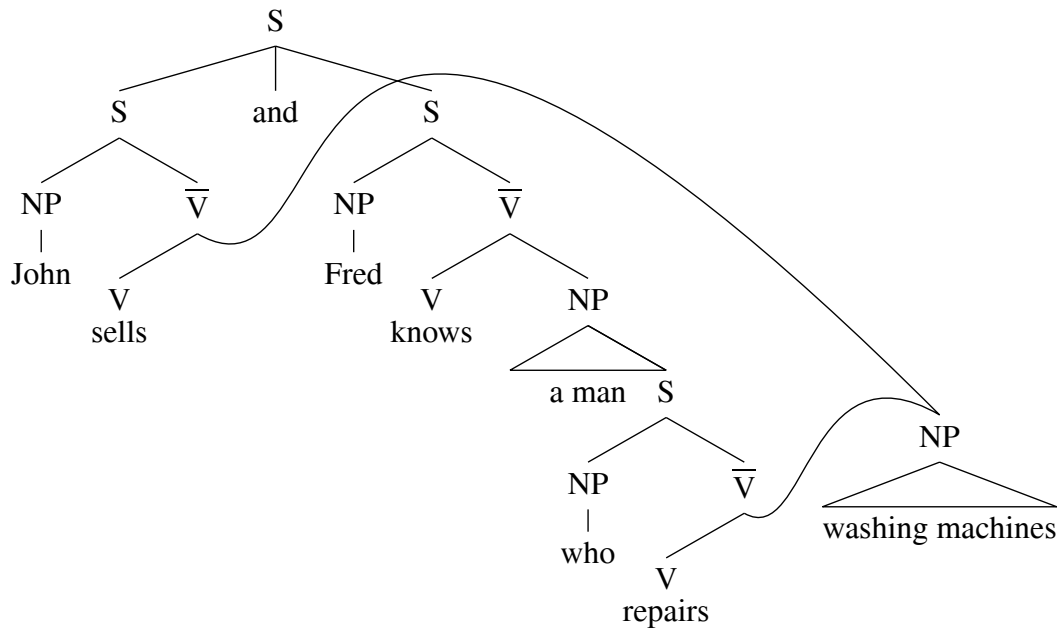 S
S and S
NP V̅ NP V̅
John V Fred V NP
sells knows
a man S
NP
NP V̅
washing machines
who V
repairs